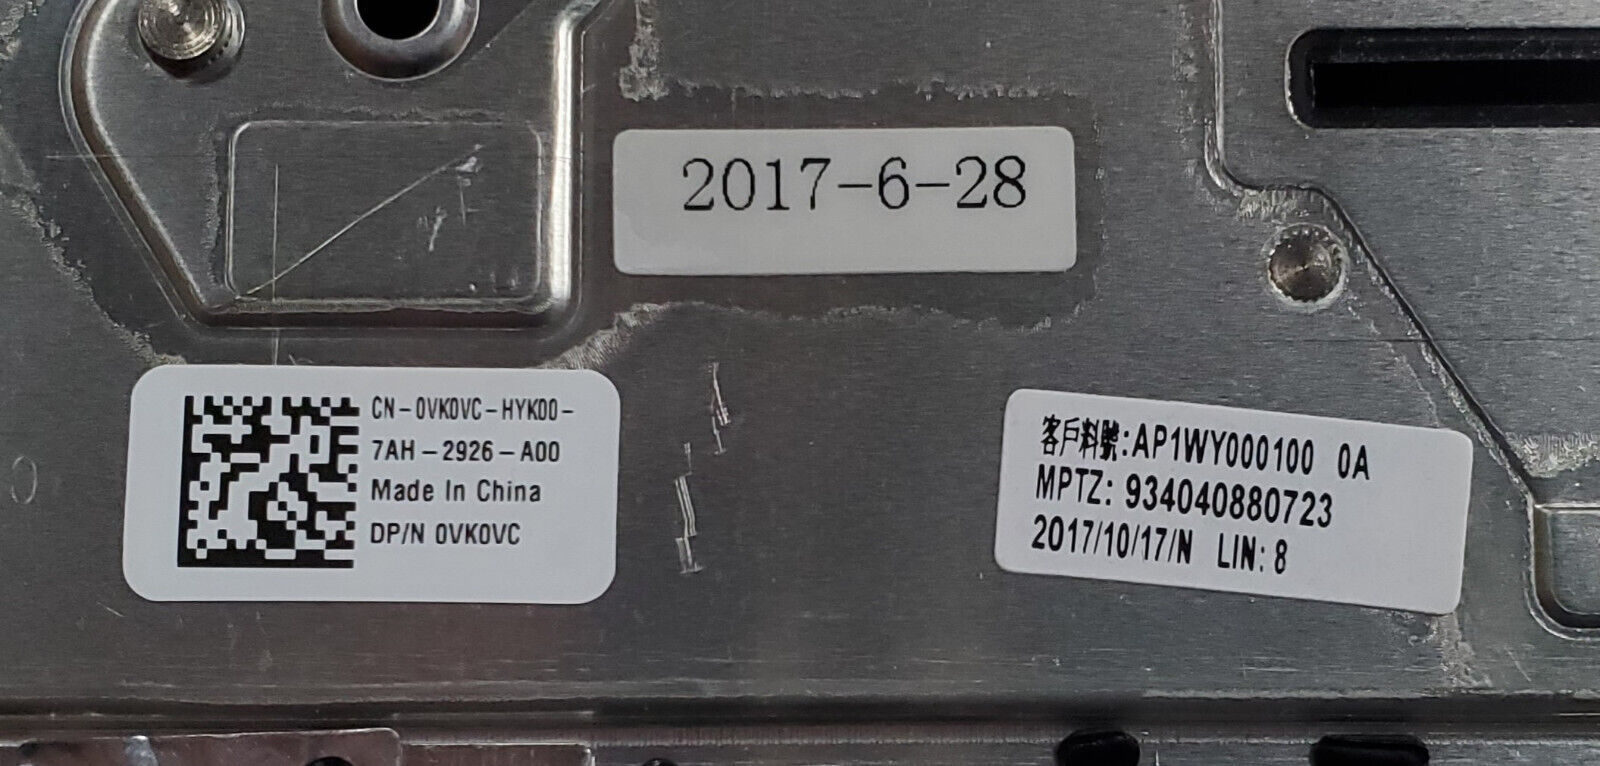 2017-6-28
CN-0VK0VC-HYK00-
7AH-2926-A00
Made In China
DP/N 0VK0VC
客戶料號:AP1WY000100 0A
MPTZ: 934040880723
2017/10/17/N LIN: 8